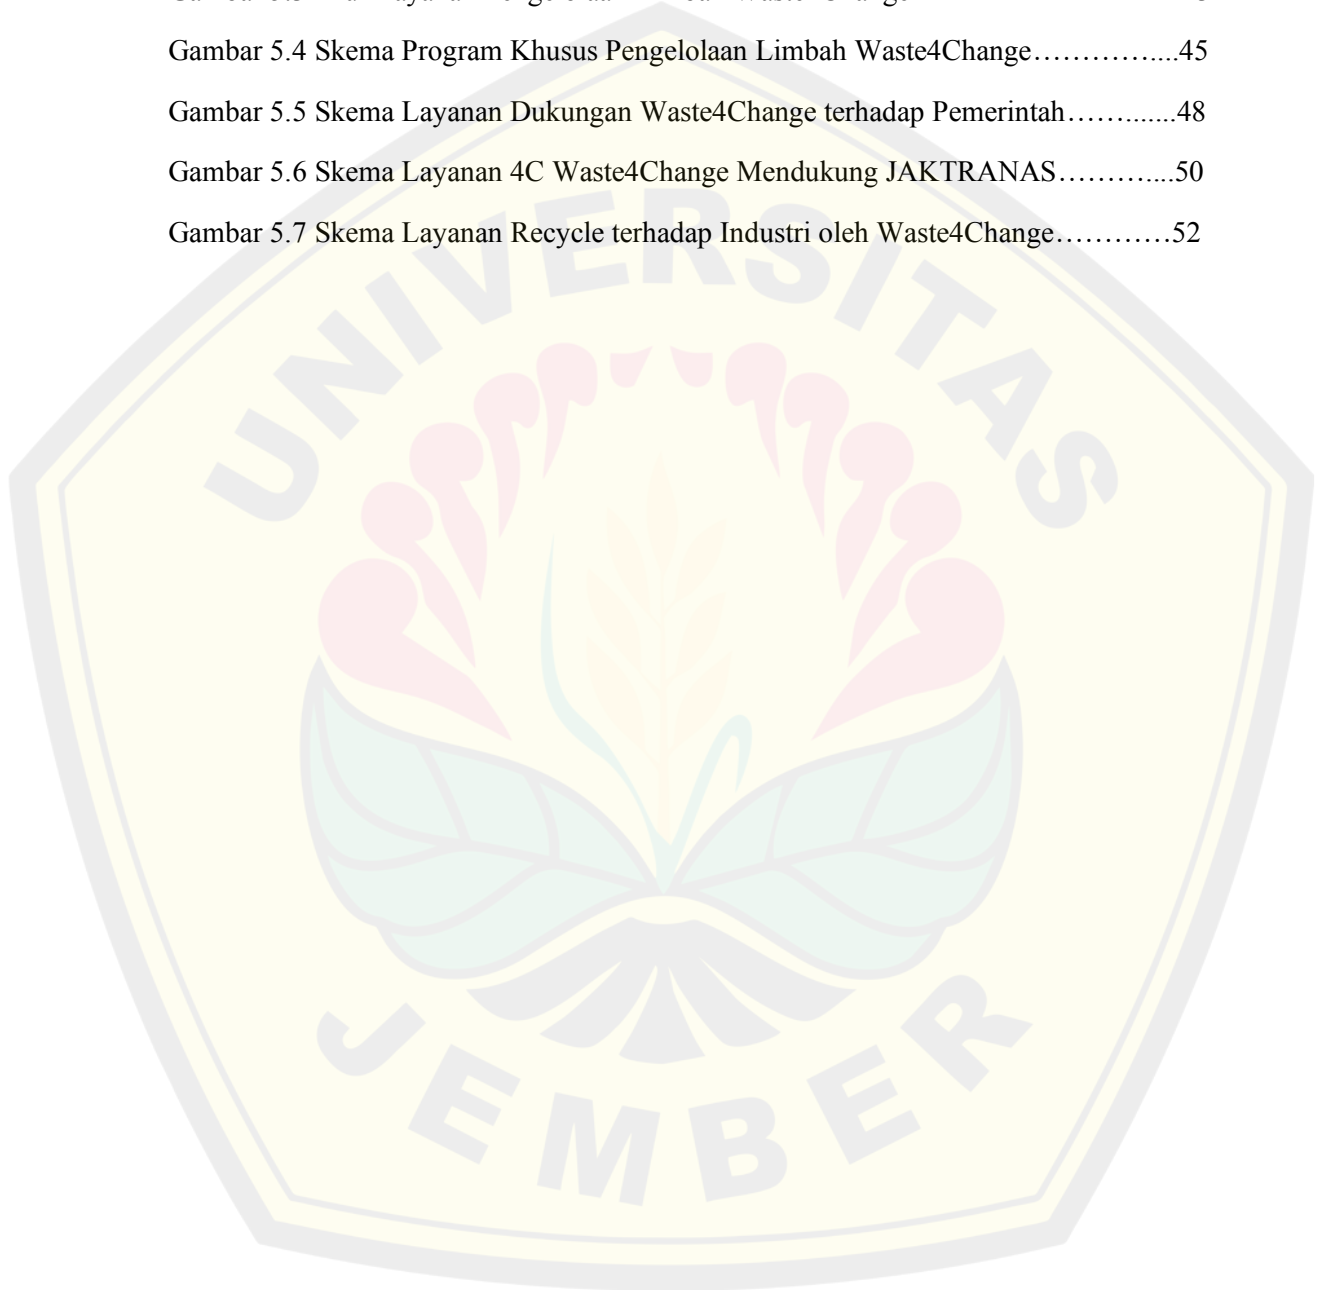 Gambar 5.4 Skema Program Khusus Pengelolaan Limbah Waste4Change…………....45
Gambar 5.5 Skema Layanan Dukungan Waste4Change terhadap Pemerintah…….......48
Gambar 5.6 Skema Layanan 4C Waste4Change Mendukung JAKTRANAS………....50
Gambar 5.7 Skema Layanan Recycle terhadap Industri oleh Waste4Change…………52
UNIVERSITAS
JEMBER